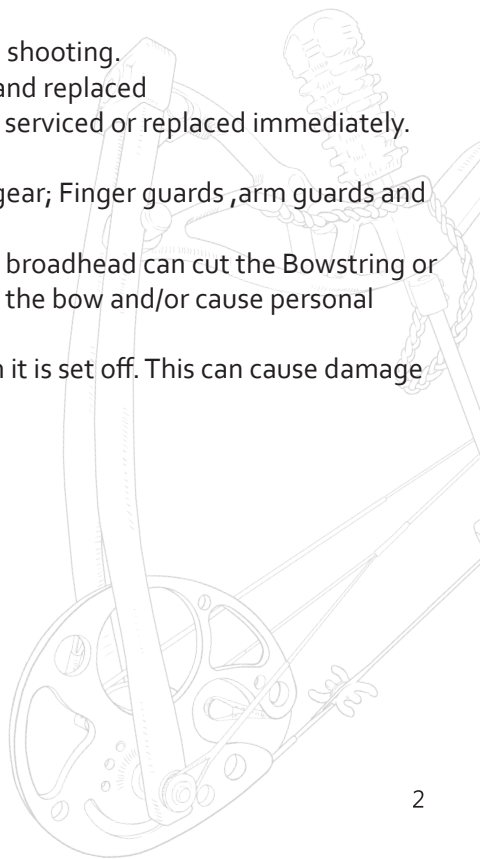 shooting.
and replaced
serviced or replaced immediately.
gear; Finger guards ,arm guards and
broadhead can cut the Bowstring or
the bow and/or cause personal
it is set off. This can cause damage
2